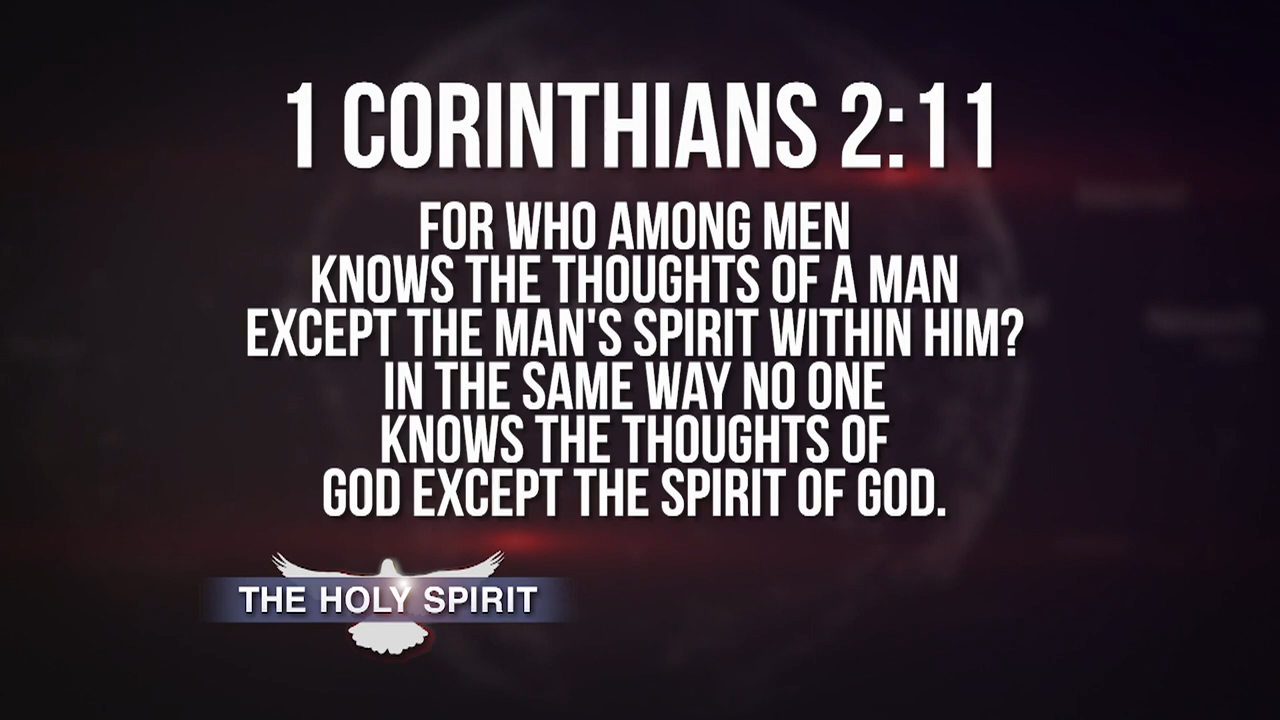 1 CORINTHIANS 2:11
FOR WHO AMONG MEN
KNOWS THE THOUGHTS OF A MAN
EXCEPT THE MAN'S SPIRIT WITHIN HIM?
IN THE SAME WAY NO ONE
KNOWS THE THOUGHTS OF
GOD EXCEPT THE SPIRIT OF GOD.
THE HOLY SPIRIT